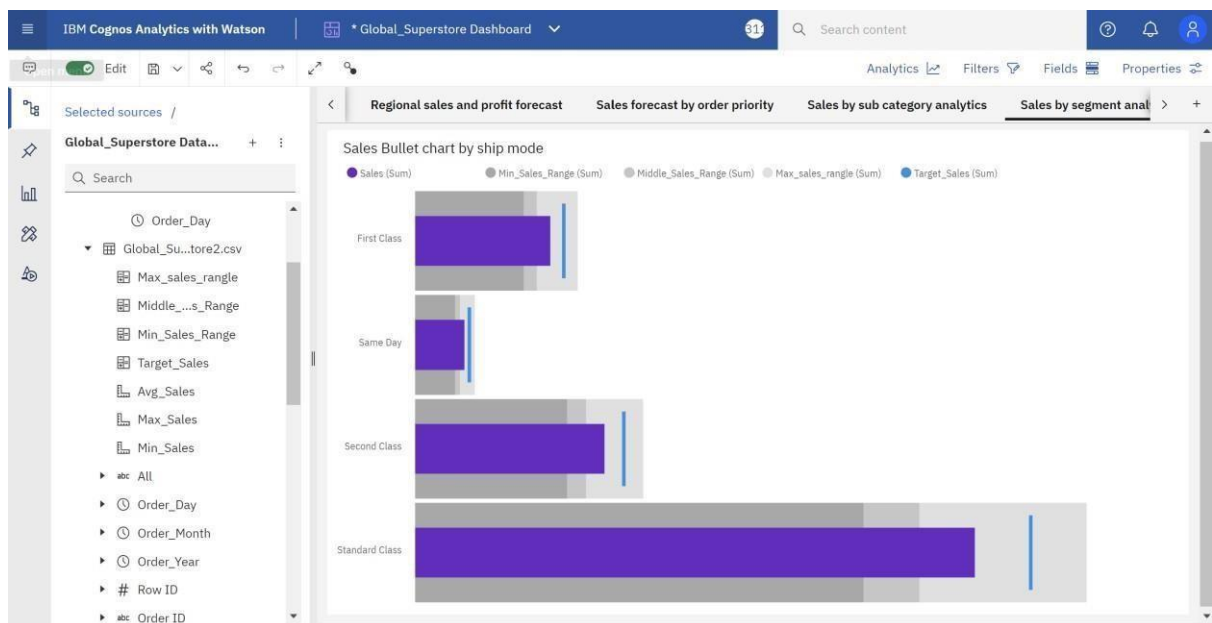 IBM Cognos Analytics with Watson
* Global_Superstore Dashboard
Search content
Edit
Analytics
Filters
Fields
Properties
Selected sources /
Global_Superstore Data...
Search
Order_Day
Global_Su...tore2.csv
Max_sales_rangle
Middle_...s_Range
Min_Sales_Range
Target_Sales
Avg_Sales
Max_Sales
Min_Sales
abc All
Order_Day
Order_Month
Order_Year
# Row ID
abc Order ID
Regional sales and profit forecast
Sales forecast by order priority
Sales by sub category analytics
Sales by segment anal
Sales Bullet chart by ship mode
Sales (Sum)
Min_Sales_Range (Sum)
Middle_Sales_Range (Sum)
Max_sales_rangle (Sum)
Target_Sales (Sum)
First Class
Same Day
Second Class
Standard Class